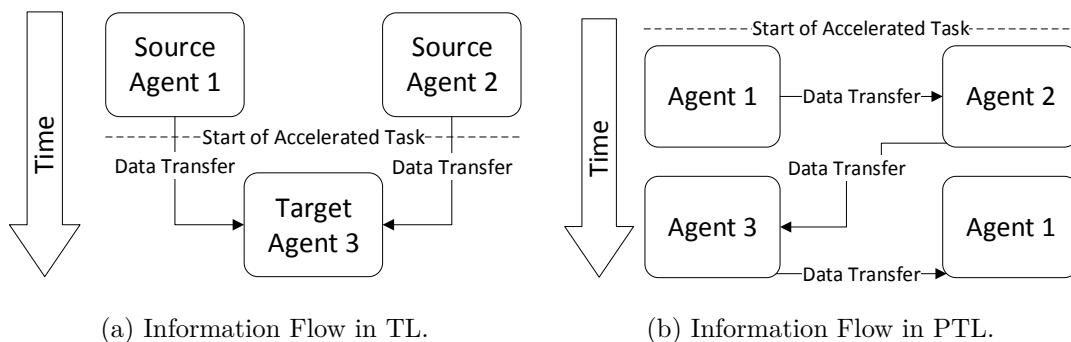 Time
Source
Agent 1
Source
Agent 2
Start of Accelerated Task
Data Transfer
Data Transfer
Target
Agent 3
(a) Information Flow in TL.
Time
Start of Accelerated Task
Agent 1
Data Transfer
Agent 2
Data Transfer
Agent 3
Agent 1
Data Transfer
(b) Information Flow in PTL.